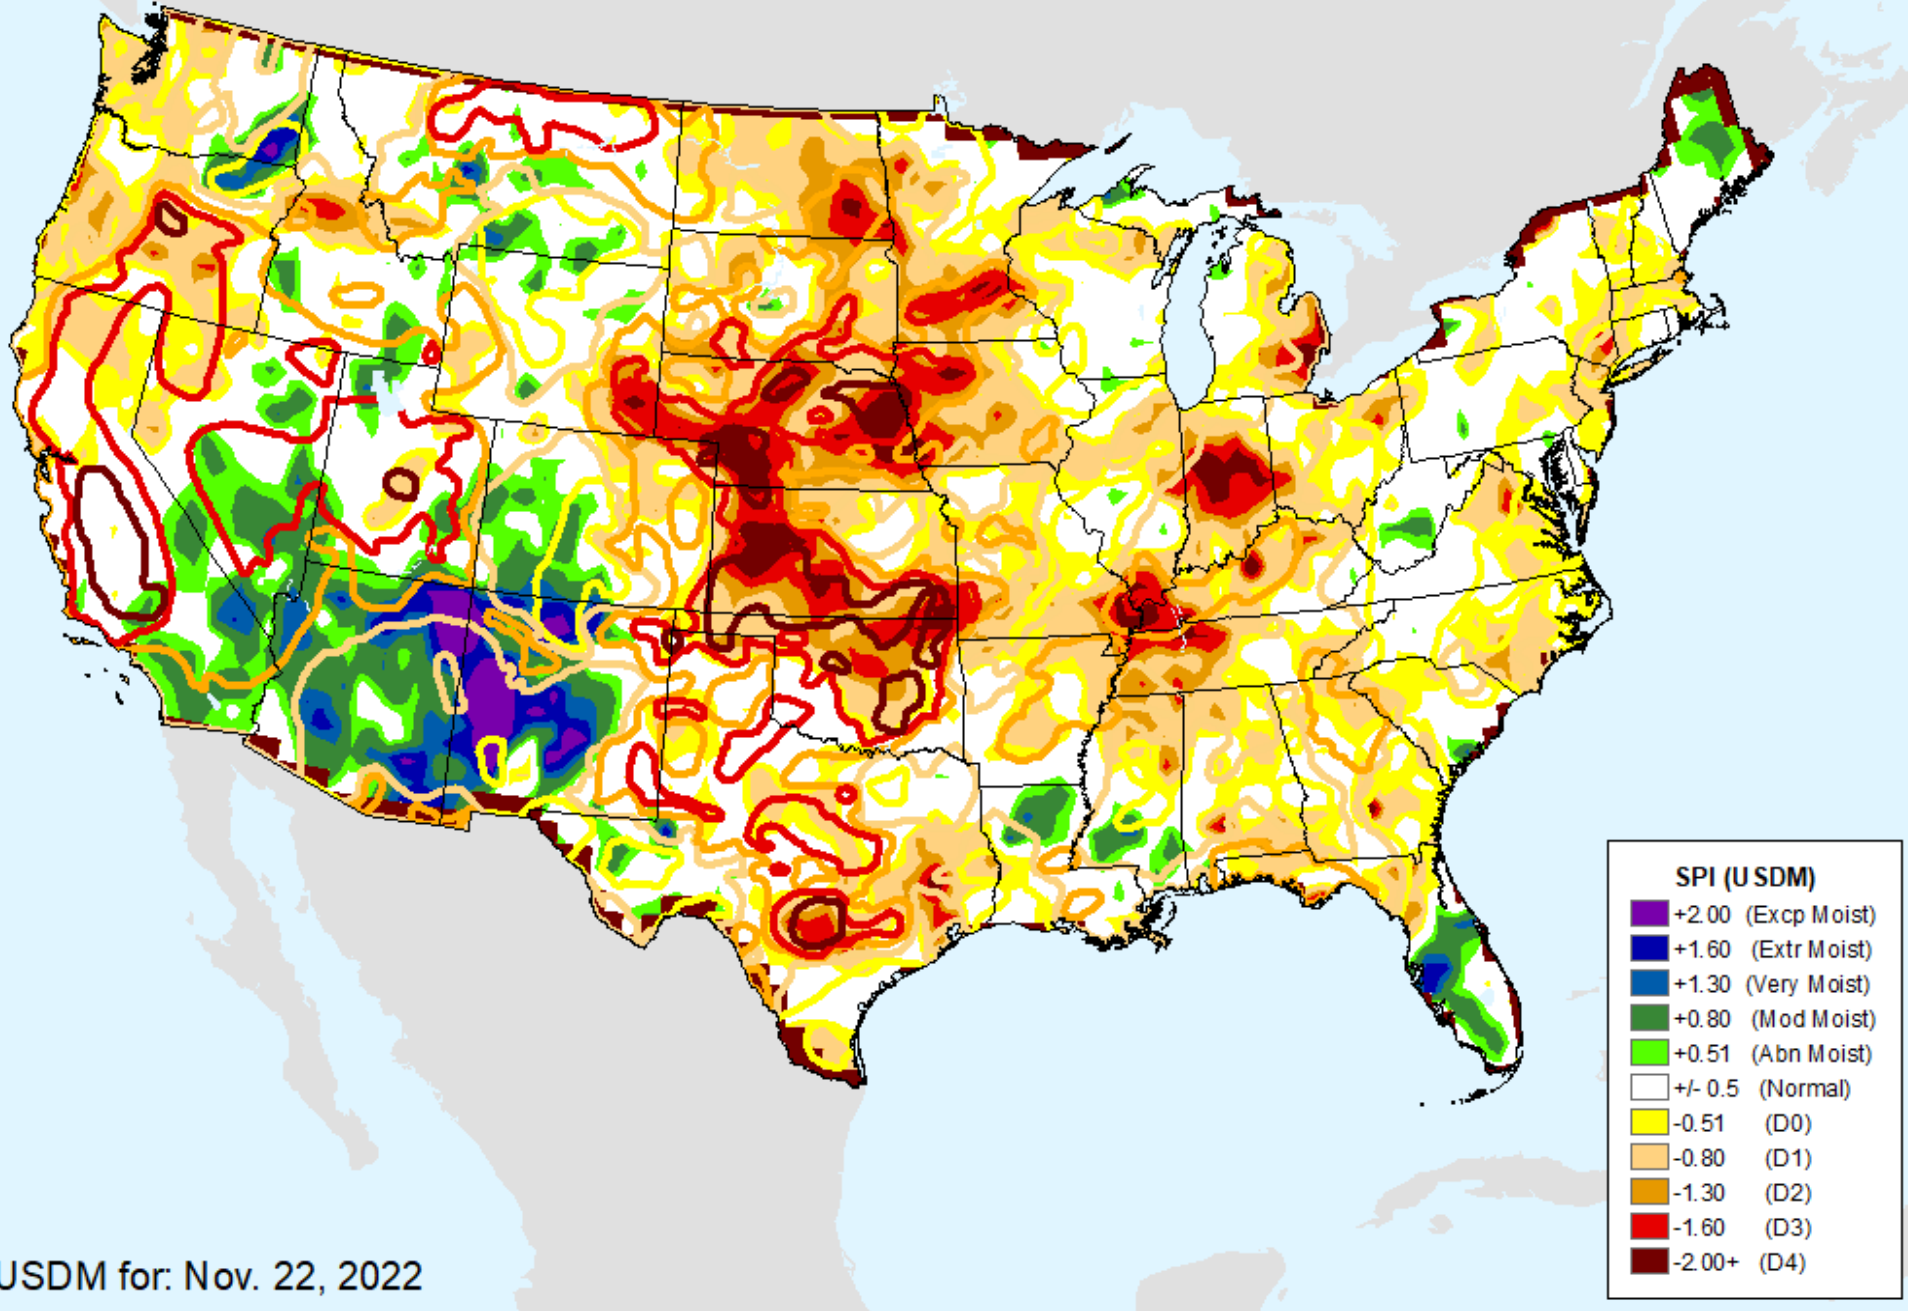 SPI (USDM)
+2.00 (Excp Moist)
+1.60 (Extr Moist)
+1.30 (Very Moist)
+0.80 (Mod Moist)
+0.51 (Abn Moist)
+/- 0.5 (Normal)
-0.51 (D0)
-0.80 (D1)
-1.30 (D2)
-1.60 (D3)
-2.00+ (D4)
USDM for: Nov. 22, 2022